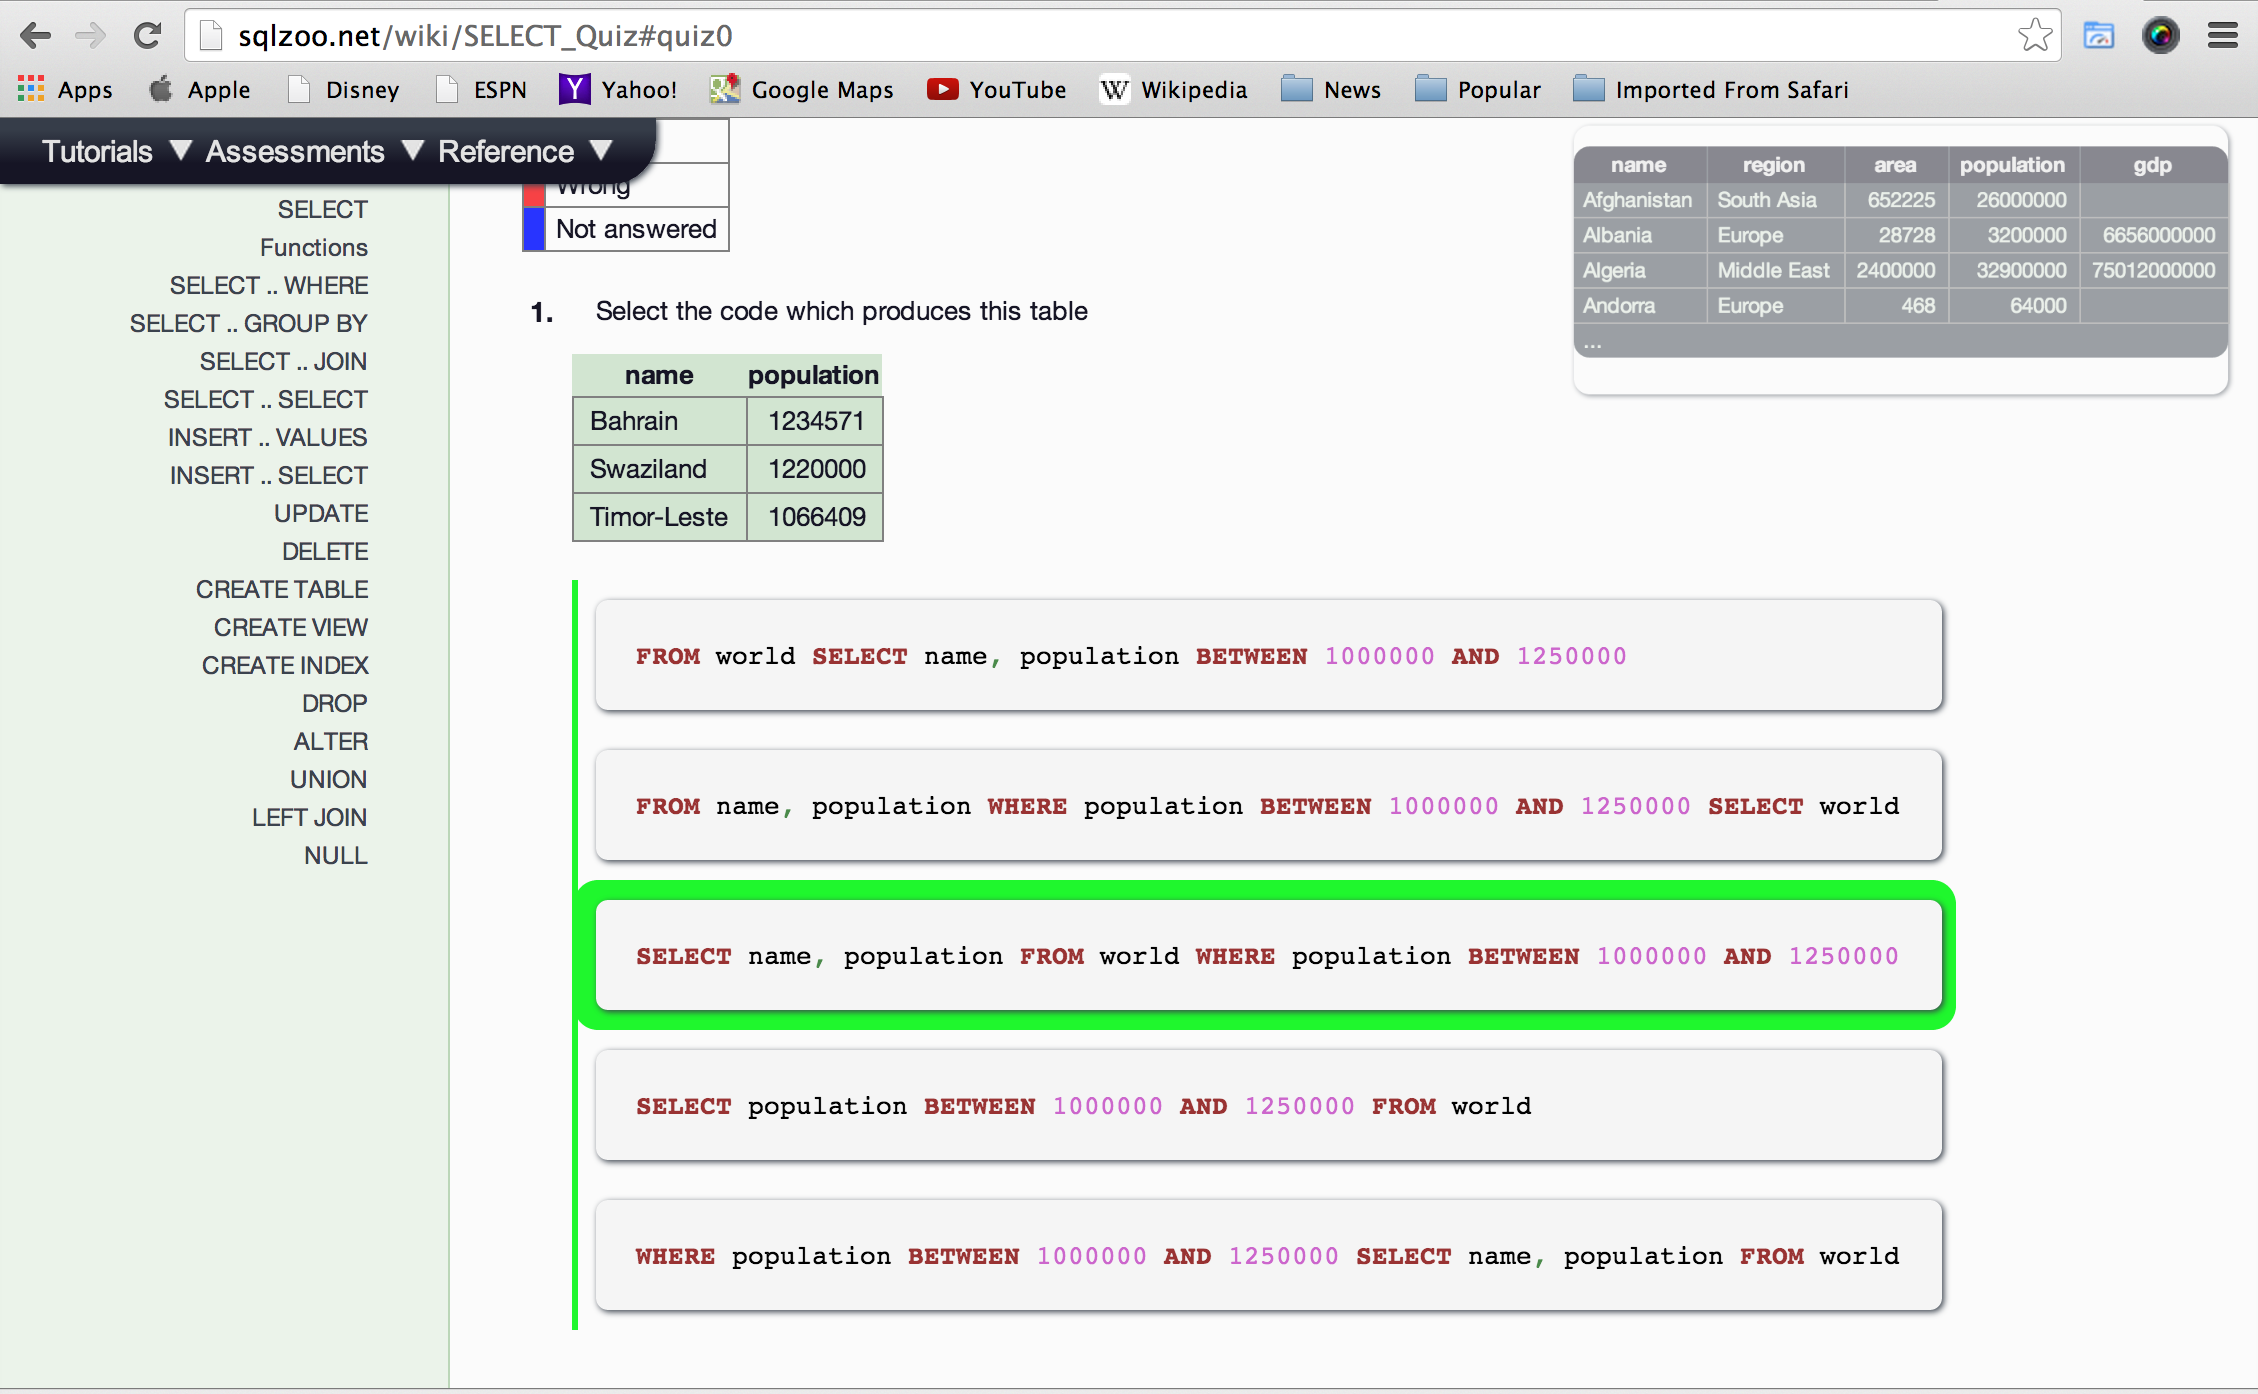 sqlzoo.net/wiki/SELECT_Quiz#quiz0
Apps Apple Disney ESPN Yahoo! Google Maps YouTube Wikipedia News Popular Imported From Safari
Tutorials ▼ Assessments ▼ Reference ▼
SELECT
Functions
SELECT .. WHERE
SELECT .. GROUP BY
SELECT .. JOIN
SELECT .. SELECT
INSERT .. VALUES
INSERT .. SELECT
UPDATE
DELETE
CREATE TABLE
CREATE VIEW
CREATE INDEX
DROP
ALTER
UNION
LEFT JOIN
NULL
Wrong
Not answered
name region area population gdp
Afghanistan South Asia 652225 26000000
Albania Europe 28728 3200000 6656000000
Algeria Middle East 2400000 32900000 75012000000
Andorra Europe 468 64000
...
1. Select the code which produces this table
name population
Bahrain 1234571
Swaziland 1220000
Timor-Leste 1066409
FROM world SELECT name, population BETWEEN 1000000 AND 1250000
FROM name, population WHERE population BETWEEN 1000000 AND 1250000 SELECT world
SELECT name, population FROM world WHERE population BETWEEN 1000000 AND 1250000
SELECT population BETWEEN 1000000 AND 1250000 FROM world
WHERE population BETWEEN 1000000 AND 1250000 SELECT name, population FROM world